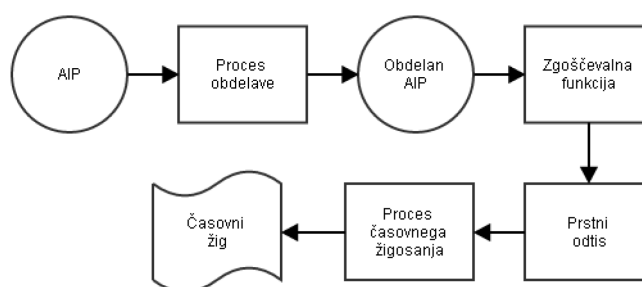 AIP
Proces
obdelave
Obdelan
AIP
Zgoščevalna
funkcija
Prstni
odtis
Proces
časovnega
žigosanja
Časovni
žig